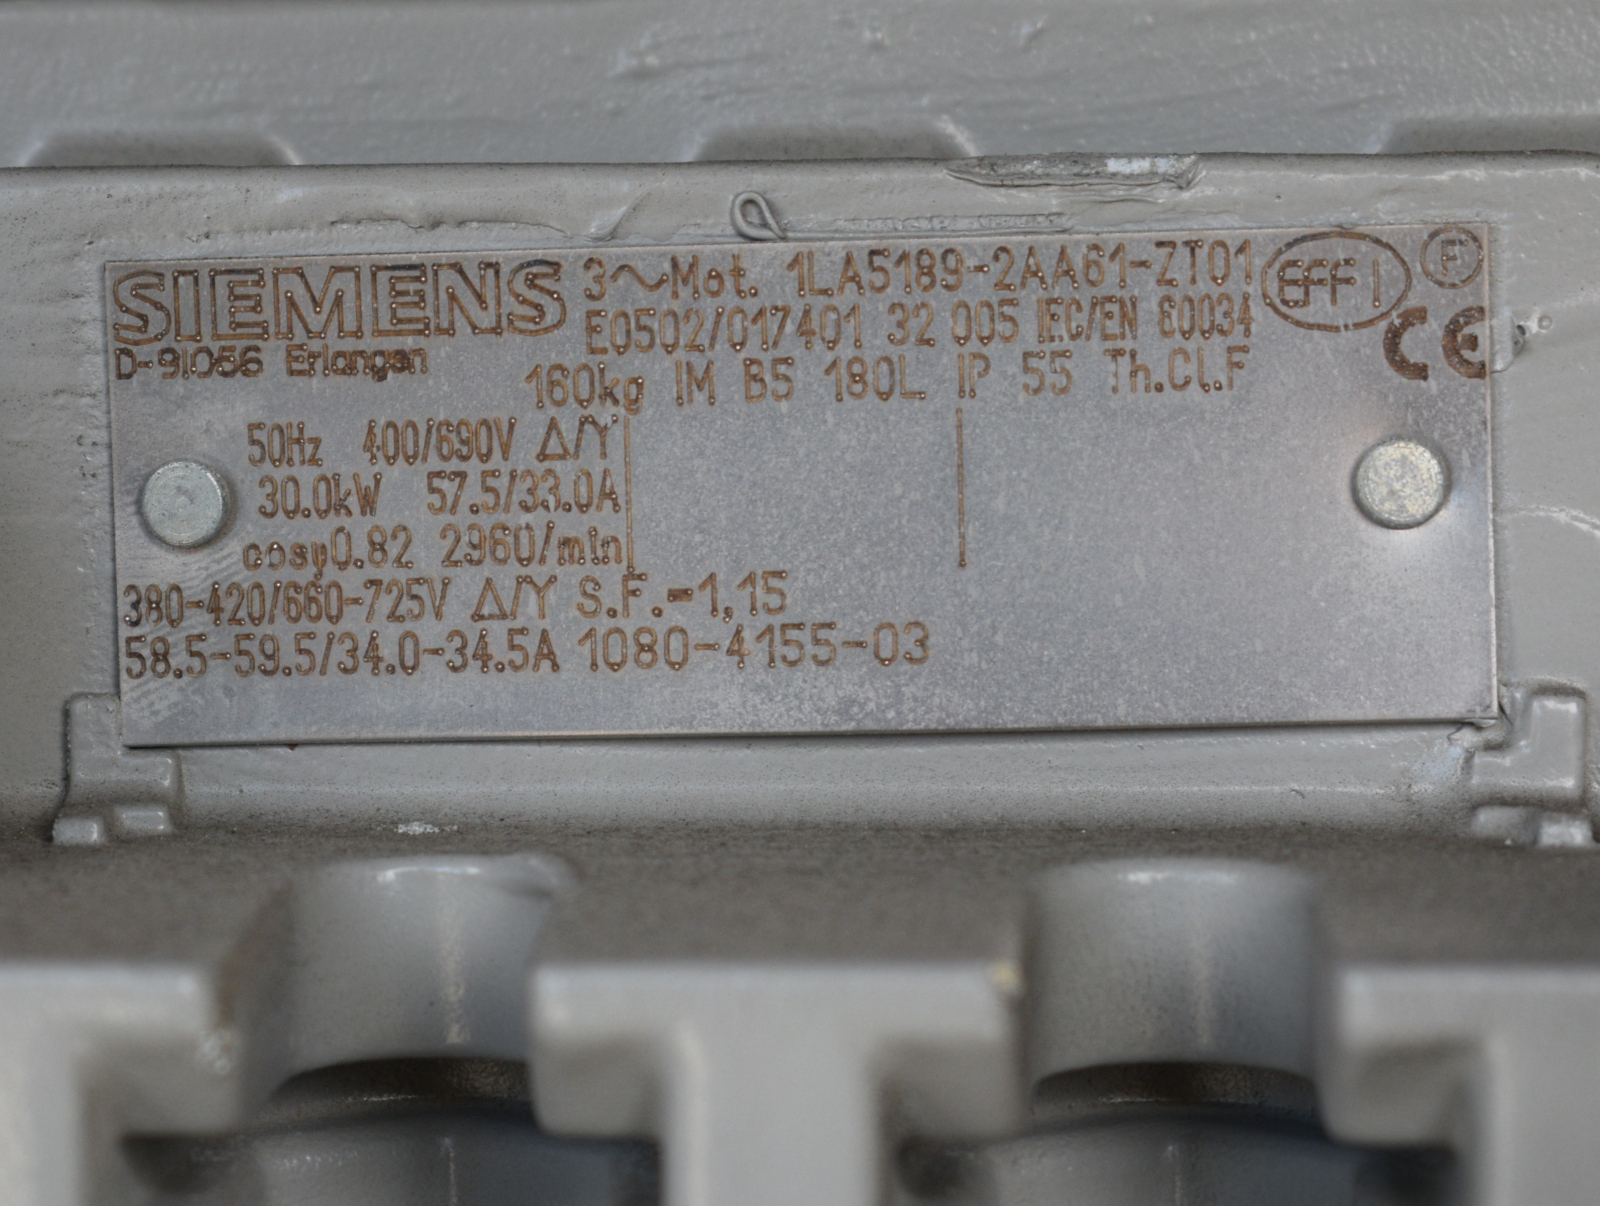 SIEMENS 3~Mot. 1LA5189-2AA61-ZT01 EFF 1 F
D-91056 Erlangen E0502/017401 32 005 IEC/EN 60034 CE
160kg IM B5 180L IP 55 Th.Cl.F
50Hz 400/690V Δ/Y
30.0kW 57.5/33.0A
cosφ0.82 2960/min
380-420/660-725V Δ/Y S.F.-1,15
58.5-59.5/34.0-34.5A 1080-4155-03